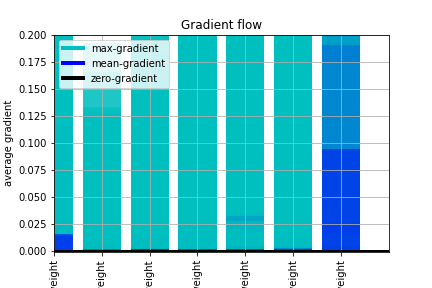 Gradient flow
max-gradient
mean-gradient
zero-gradient
average gradient
0.200
0.175
0.150
0.125
0.100
0.075
0.050
0.025
0.000
eight
eight
eight
eight
eight
eight
eight